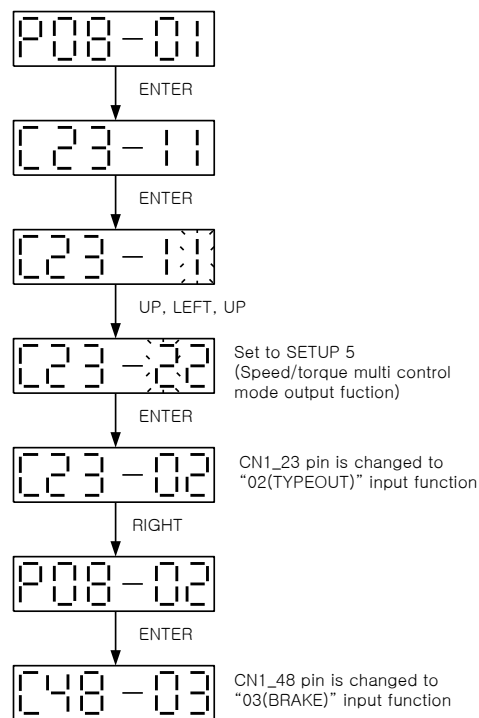 P08-01
ENTER
C23-11
ENTER
C23-11
UP, LEFT, UP
C23-22
Set to SETUP 5
(Speed/torque multi control
mode output fuction)
ENTER
C23-02
CN1_23 pin is changed to
“02(TYPEOUT)” input function
RIGHT
P08-02
ENTER
C48-03
CN1_48 pin is changed to
“03(BRAKE)” input function